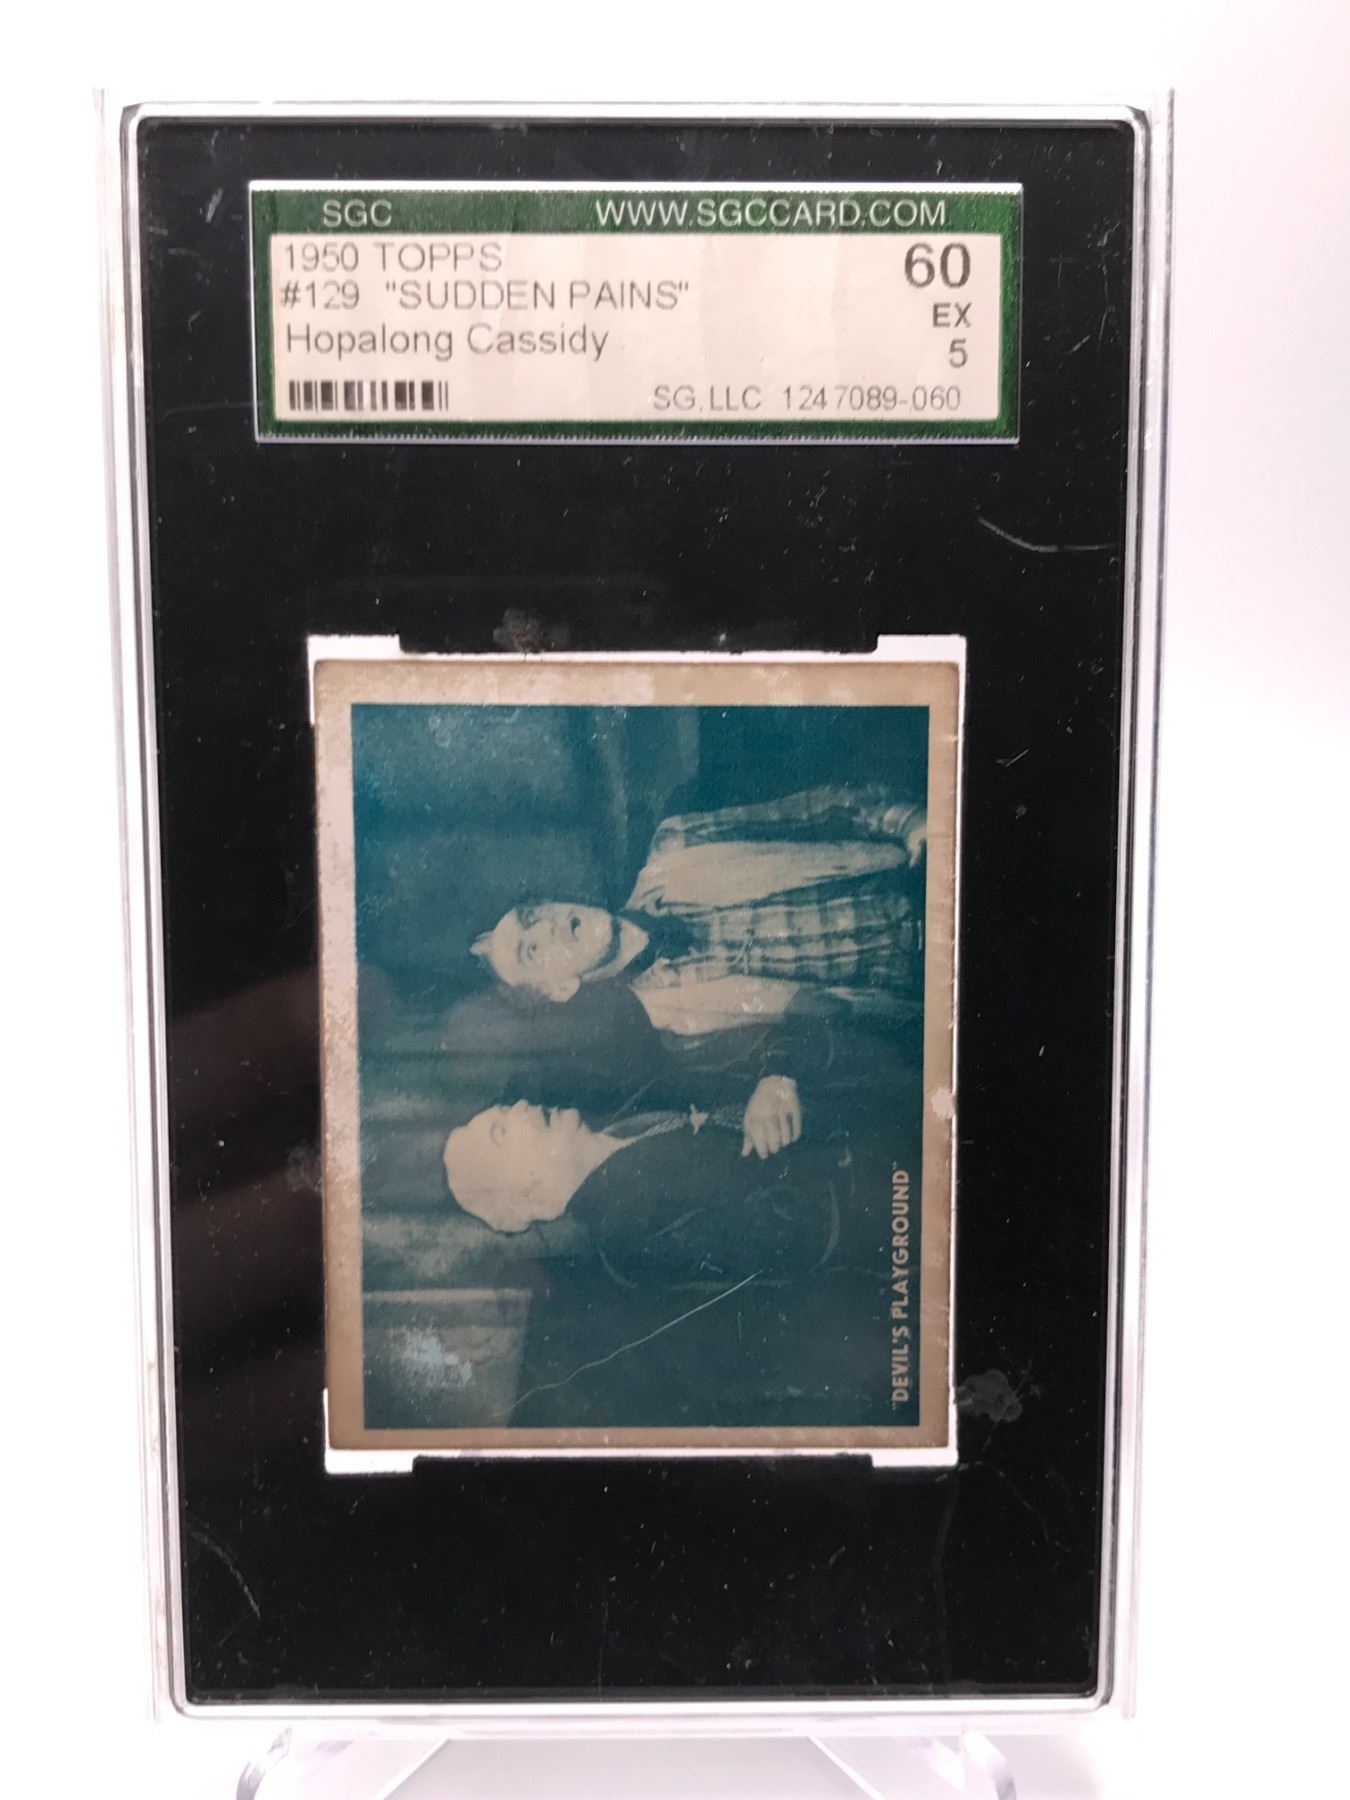 SGC WWW.SGCCARD.COM
1950 TOPPS 60
#129 "SUDDEN PAINS" EX
Hopalong Cassidy 5
SG, LLC 1247089-060
"DEVIL'S PLAYGROUND"